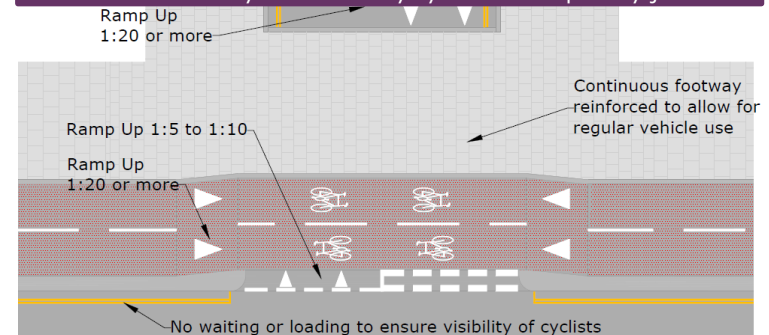 Ramp Up
1:20 or more
Continuous footway
reinforced to allow for
regular vehicle use
Ramp Up 1:5 to 1:10
Ramp Up
1:20 or more
No waiting or loading to ensure visibility of cyclists